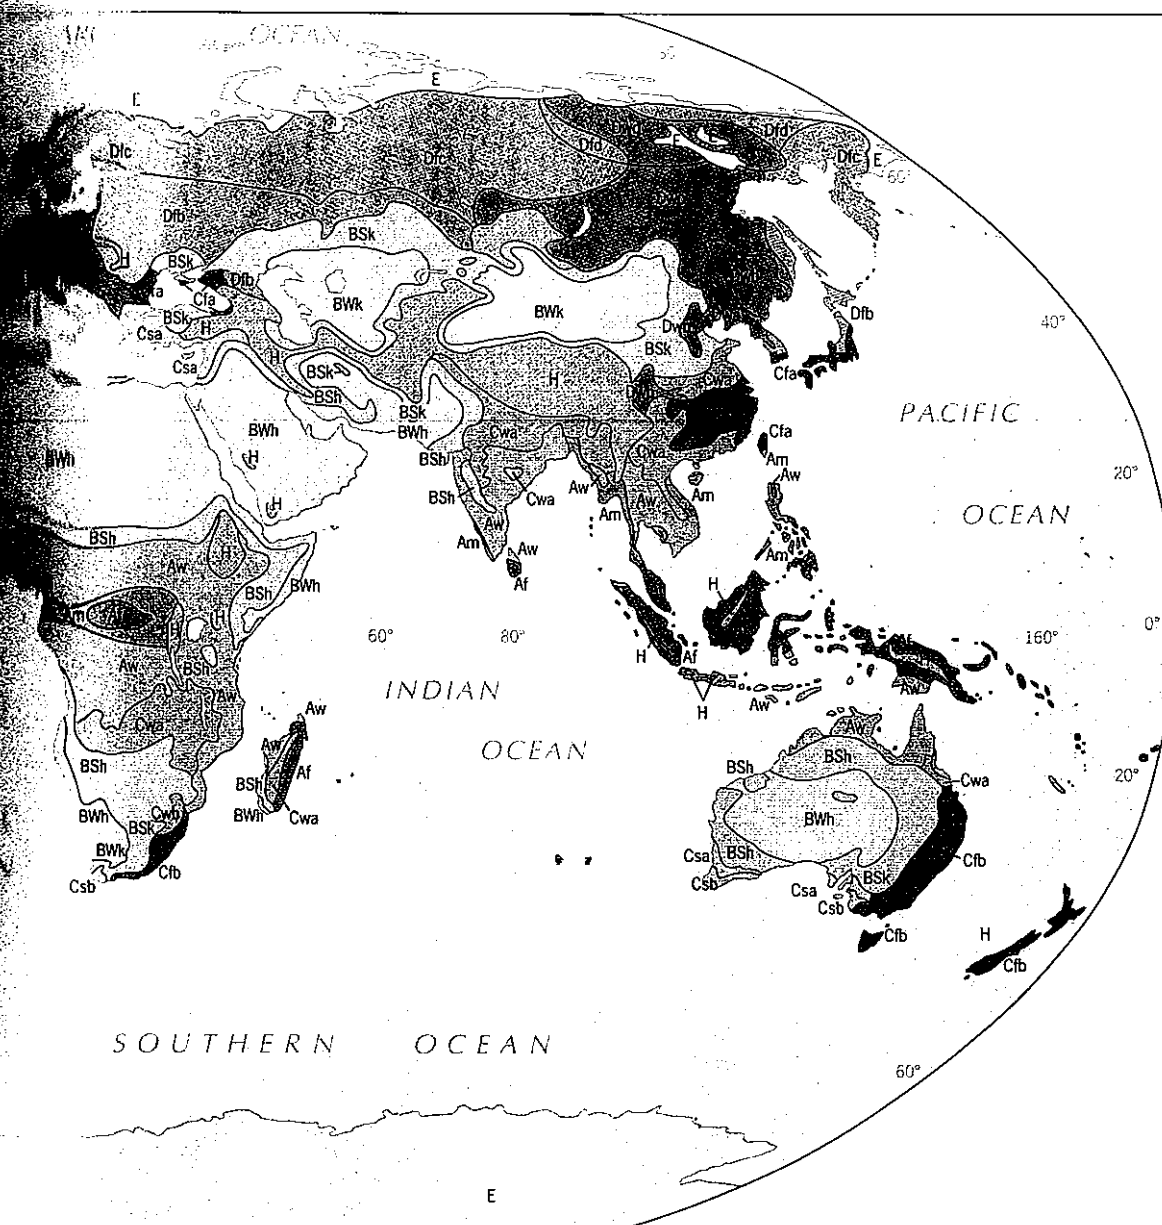 OCEAN
E
E
Dfc
Dfd
Dfd
Dfc
E
60°
Dfc
E
Dfb
BSk
H
BSk
Dfb
Cfa
BWk
BWk
BSk
H
Csa
Dfb
40°
BSk
Csa
H
BSk
BSh
H
Cfa
Cwa
BSk
BWh
PACIFIC
BWh
BWh
H
H
BSh
BSh
Cwa
Cwa
Cwa
Aw
Am
Aw
Cfa
Am
Aw
Am
20°
OCEAN
BSh
Aw
H
BSh
BWh
Am
Aw
Aw
Af
Am
H
H
H
60°
80°
H
Af
Af
160°
0°
Aw
BSh
Aw
INDIAN
H
Aw
Aw
Cwa
Aw
OCEAN
Aw
BSh
Aw
BSh
Af
BSh
BSh
Cwa
20°
BWh
BSk
Cwb
BWh
Cwa
BWh
BWk
Csb
Cfb
Csa
BSh
Csb
Csa
Csb
BSk
Cfb
Cfb
H
Cfb
SOUTHERN OCEAN
60°
E